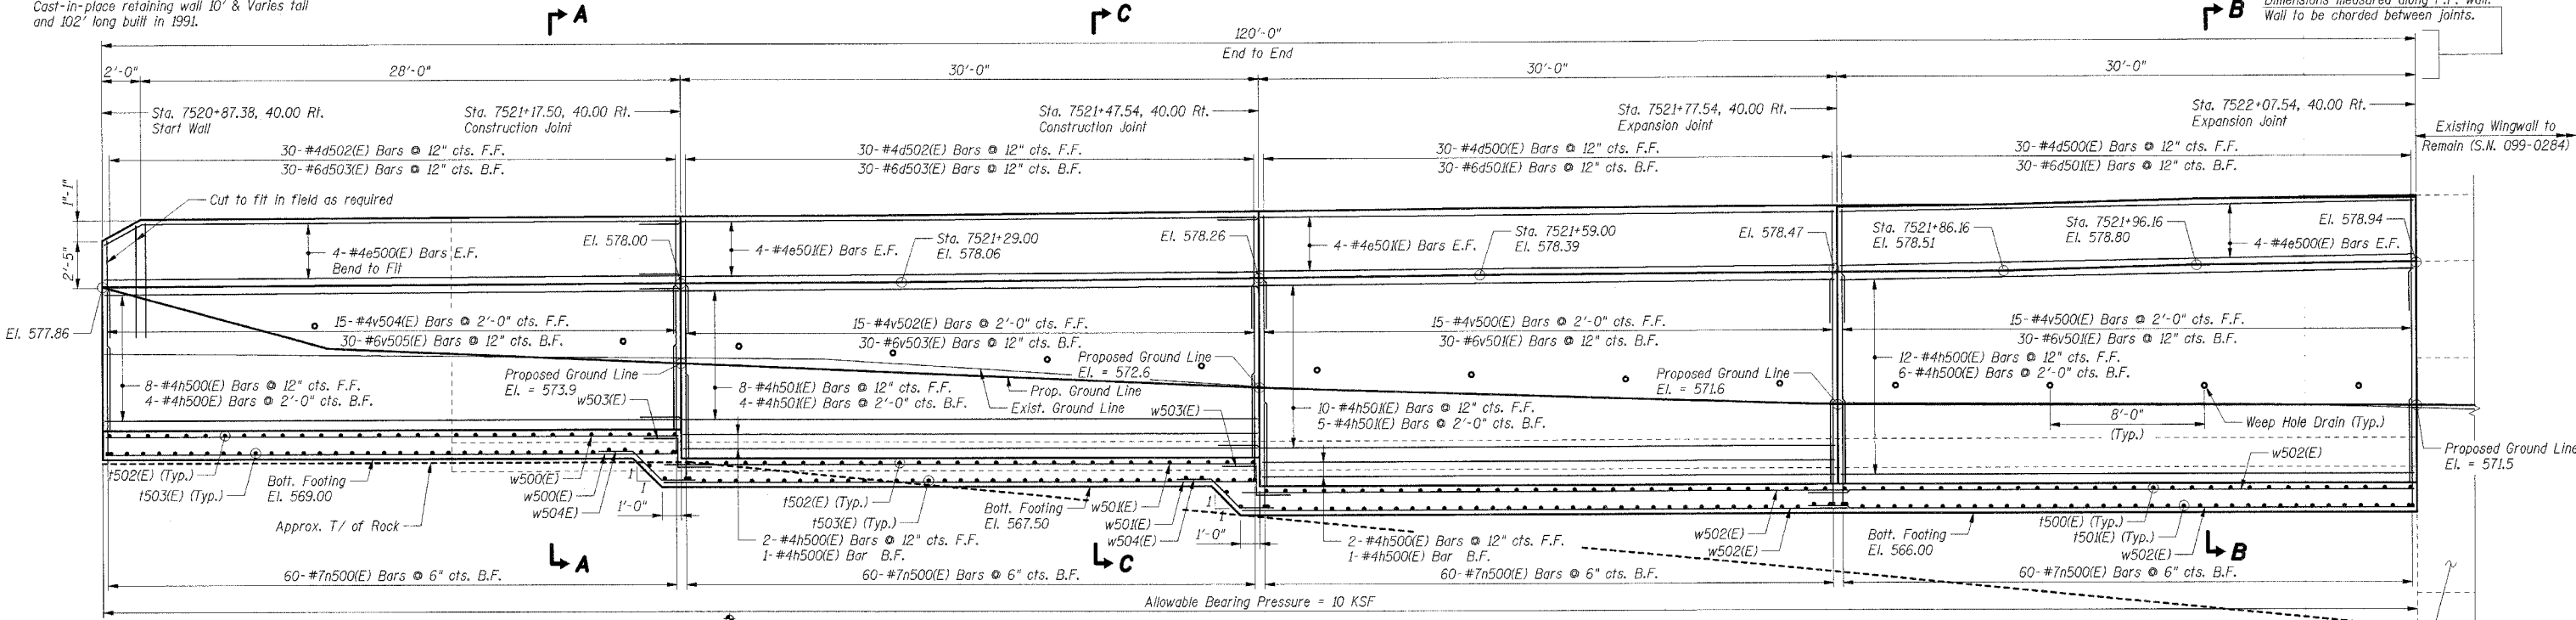 Cast-in-place retaining wall 10' & Varies tall
and 102' long built in 1991.
A
C
B
Dimensions measured along F.F. wall.
Wall to be chorded between joints.
120'-0"
End to End
2'-0"
28'-0"
30'-0"
30'-0"
30'-0"
Sta. 7520+87.38, 40.00 Rt.
Start Wall
Sta. 7521+17.50, 40.00 Rt.
Construction Joint
Sta. 7521+47.54, 40.00 Rt.
Construction Joint
Sta. 7521+77.54, 40.00 Rt.
Expansion Joint
Sta. 7522+07.54, 40.00 Rt.
Expansion Joint
Existing Wingwall to
Remain (S.N. 099-0284)
30-#4d502(E) Bars @ 12" cts. F.F.
30-#6d503(E) Bars @ 12" cts. B.F.
30-#4d502(E) Bars @ 12" cts. F.F.
30-#6d503(E) Bars @ 12" cts. B.F.
30-#4d500(E) Bars @ 12" cts. F.F.
30-#6d501(E) Bars @ 12" cts. B.F.
30-#4d500(E) Bars @ 12" cts. F.F.
30-#6d501(E) Bars @ 12" cts. B.F.
1'-1"
2'-5"
Cut to fit in field as required
4-#4e500(E) Bars E.F.
Bend to Fit
El. 578.00
4-#4e501(E) Bars E.F.
Sta. 7521+29.00
El. 578.06
El. 578.26
4-#4e501(E) Bars E.F.
Sta. 7521+59.00
El. 578.39
El. 578.47
Sta. 7521+86.16
El. 578.51
Sta. 7521+96.16
El. 578.80
El. 578.94
4-#4e500(E) Bars E.F.
El. 577.86
15-#4v504(E) Bars @ 2'-0" cts. F.F.
30-#6v505(E) Bars @ 12" cts. B.F.
15-#4v502(E) Bars @ 2'-0" cts. F.F.
30-#6v503(E) Bars @ 12" cts. B.F.
15-#4v500(E) Bars @ 2'-0" cts. F.F.
30-#6v501(E) Bars @ 12" cts. B.F.
15-#4v500(E) Bars @ 2'-0" cts. F.F.
30-#6v501(E) Bars @ 12" cts. B.F.
8-#4h500(E) Bars @ 12" cts. F.F.
4-#4h500(E) Bars @ 2'-0" cts. B.F.
Proposed Ground Line
El. = 573.9
w503(E)
8-#4h501(E) Bars @ 12" cts. F.F.
4-#4h501(E) Bars @ 2'-0" cts. B.F.
Prop. Ground Line
Exist. Ground Line
Proposed Ground Line
El. = 572.6
w503(E)
10-#4h501(E) Bars @ 12" cts. F.F.
5-#4h501(E) Bars @ 2'-0" cts. B.F.
Proposed Ground Line
El. = 571.6
12-#4h500(E) Bars @ 12" cts. F.F.
6-#4h500(E) Bars @ 2'-0" cts. B.F.
8'-0"
(Typ.)
Weep Hole Drain (Typ.)
Proposed Ground Line
El. = 571.5
t502(E) (Typ.)
t503(E) (Typ.)
Bott. Footing
El. 569.00
Approx. T/ of Rock
w500(E)
w500(E)
w504E)
1
1
1'-0"
t502(E) (Typ.)
t503(E) (Typ.)
2-#4h500(E) Bars @ 12" cts. F.F.
1-#4h500(E) Bar B.F.
Bott. Footing
El. 567.50
w501(E)
w501(E)
w504(E)
1
1
1'-0"
2-#4h500(E) Bars @ 12" cts. F.F.
1-#4h500(E) Bar B.F.
w502(E)
w502(E)
Bott. Footing
El. 566.00
w502(E)
t500(E) (Typ.)
t501(E) (Typ.)
w502(E)
A
C
B
60-#7n500(E) Bars @ 6" cts. B.F.
60-#7n500(E) Bars @ 6" cts. B.F.
60-#7n500(E) Bars @ 6" cts. B.F.
60-#7n500(E) Bars @ 6" cts. B.F.
Allowable Bearing Pressure = 10 KSF